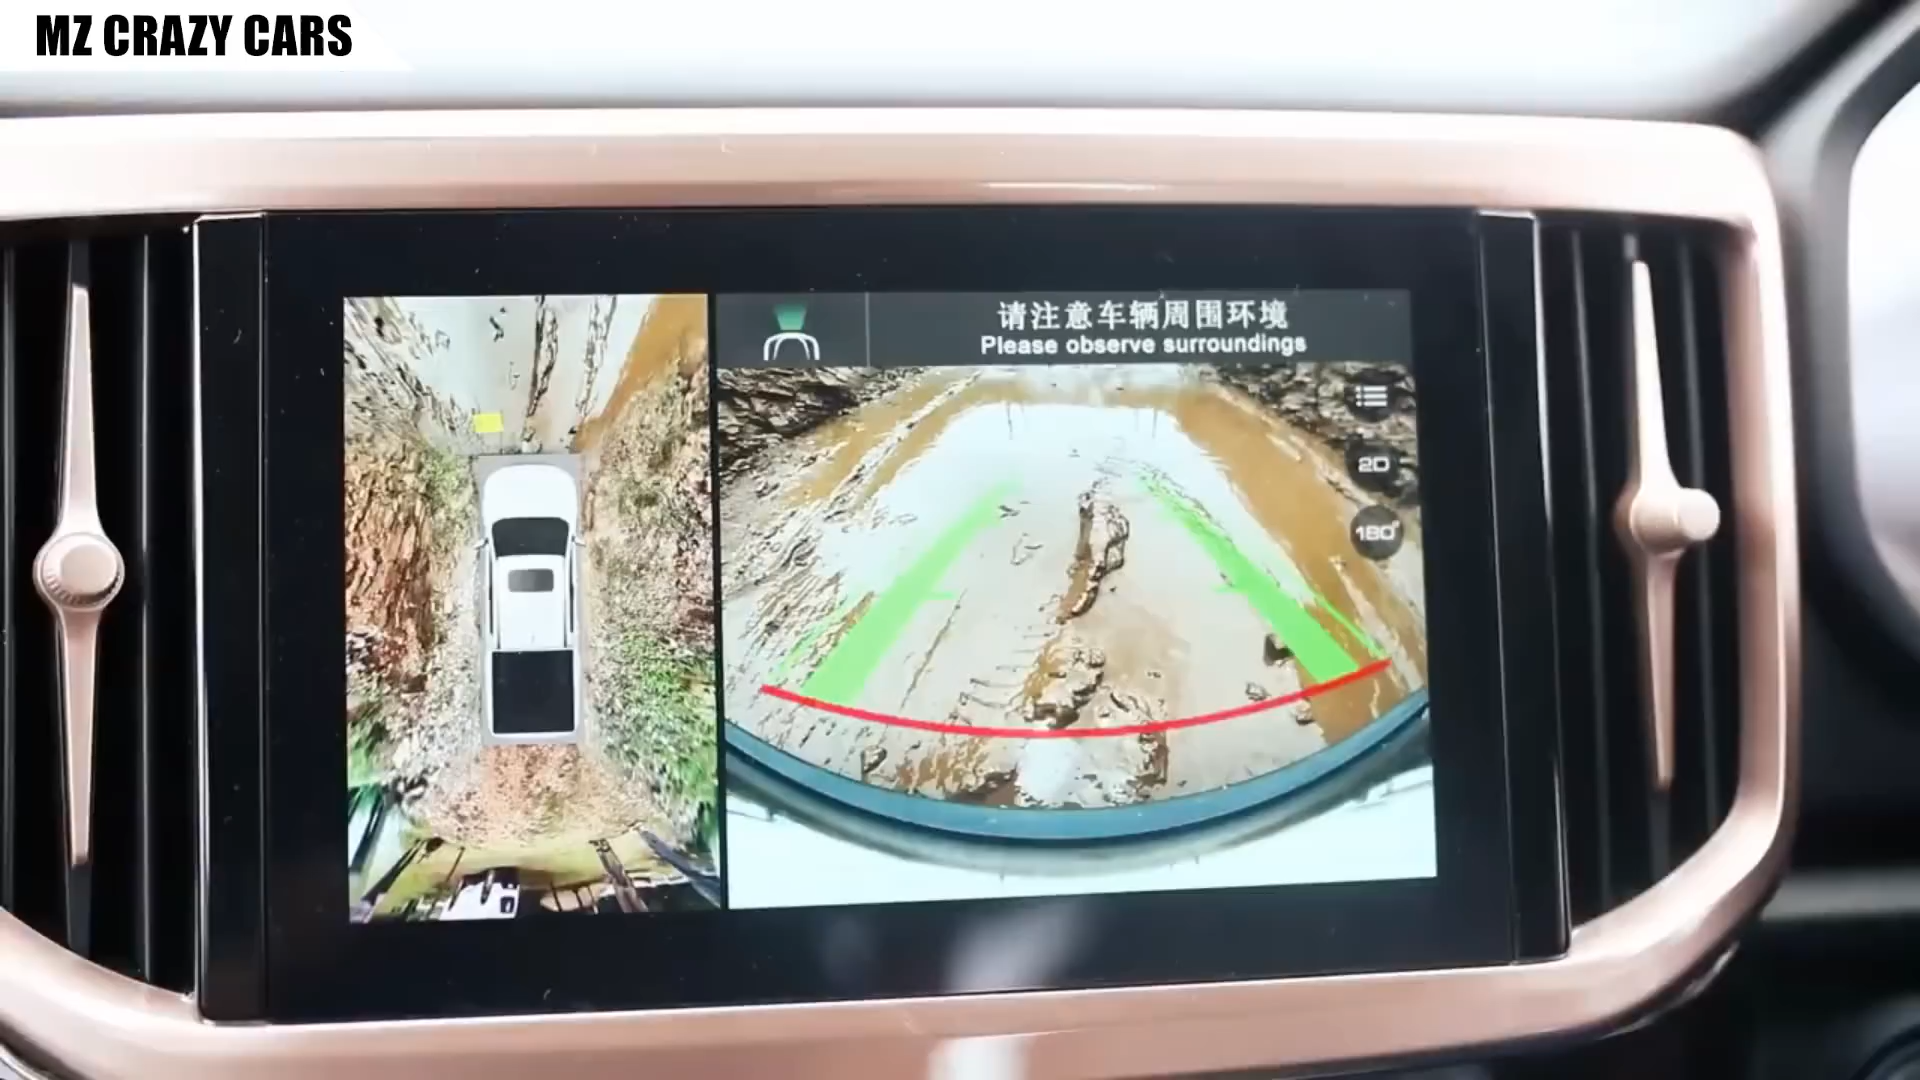 MZ CRAZY CARS
请注意车辆周围环境
Please observe surroundings
2D
180°